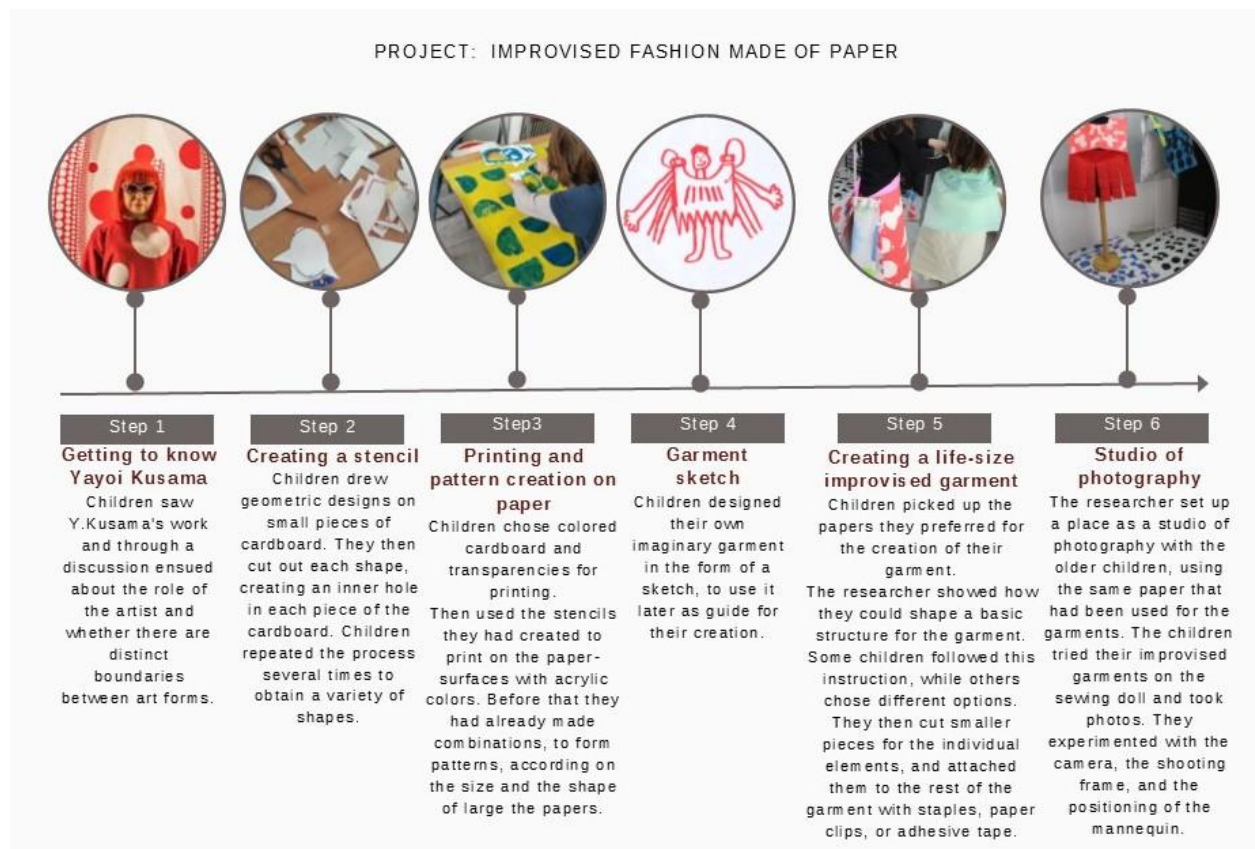 PROJECT:  IMPROVISED FASHION MADE OF PAPER
Step 1
Getting to know
Yayoi Kusama
Children saw
Y.Kusama's work
and through a
discussion ensued
about the role of
the artist and
whether there are
distinct
boundaries
between art forms.
Step 2
Creating a stencil
Children drew
geometric designs on
small pieces of
cardboard. They then
cut out each shape,
creating an inner hole
in each piece of the
cardboard. Children
repeated the process
several times to
obtain a variety of
shapes.
Step3
Printing and
pattern creation on
paper
Children chose colored
cardboard and
transparencies for
printing.
Then used the stencils
they had created to
print on the paper-
surfaces with acrylic
colors. Before that they
had already made
combinations, to form
patterns, according on
the size and the shape
of large the papers.
Step 4
Garment
sketch
Children designed
their own
imaginary garment
in the form of a
sketch, to use it
later as guide for
their creation.
Step 5
Creating a life-size
improvised garment
Children picked up the
papers they preferred for
the creation of their
garment.
The researcher showed how
they could shape a basic
structure for the garment.
Some children followed this
instruction, while others
chose different options.
They then cut smaller
pieces for the individual
elements, and attached
them to the rest of the
garment with staples, paper
clips, or adhesive tape.
Step 6
Studio of
photography
The researcher set up
a place as a studio of
photography with the
older children, using
the same paper that
had been used for the
garments. The children
tried their improvised
garments on the
sewing doll and took
photos. They
experimented with the
camera, the shooting
frame, and the
positioning of the
mannequin.